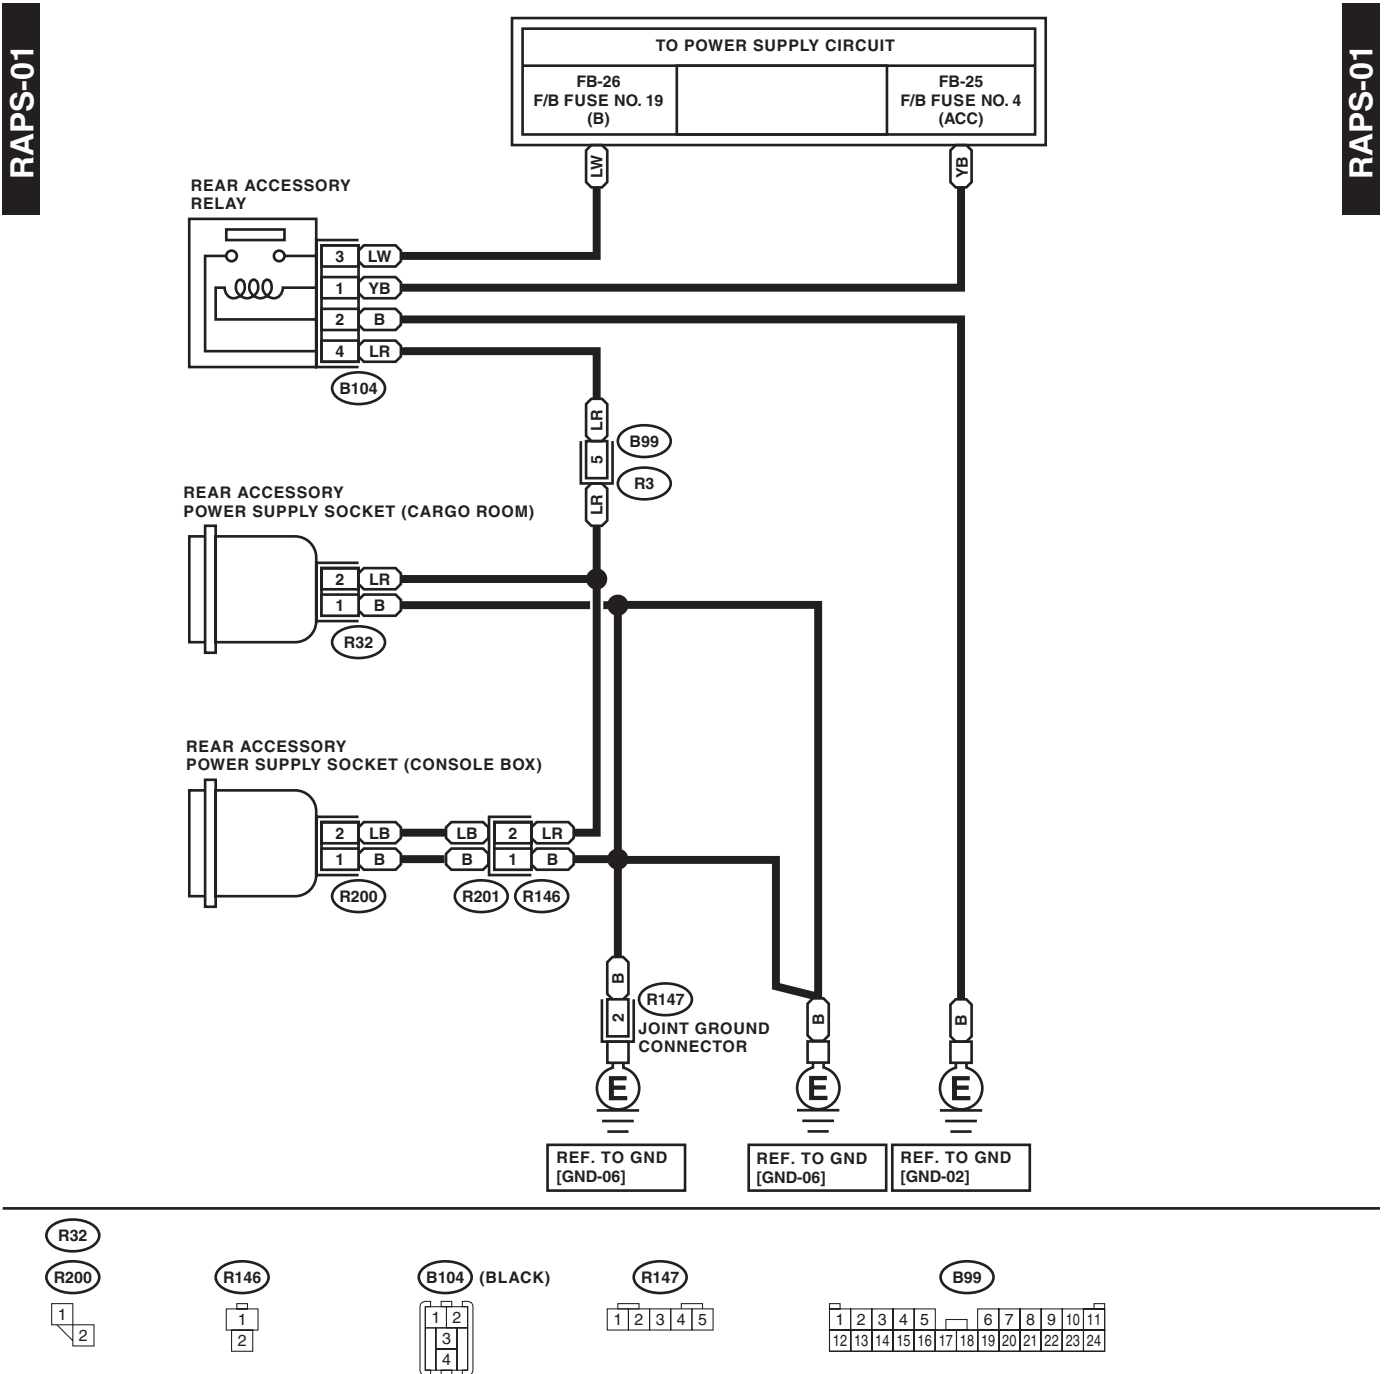 RAPS-01
RAPS-01
TO POWER SUPPLY CIRCUIT
FB-26
F/B FUSE NO. 19
(B)
FB-25
F/B FUSE NO. 4
(ACC)
LW
YB
REAR ACCESSORY
RELAY
3 LW
1 YB
2 B
4 LR
B104
LR
5
B99
R3
LR
REAR ACCESSORY
POWER SUPPLY SOCKET (CARGO ROOM)
2 LR
1 B
R32
REAR ACCESSORY
POWER SUPPLY SOCKET (CONSOLE BOX)
2 LB LB 2 LR
1 B B 1 B
R200 R201 R146
B
2
R147
JOINT GROUND
CONNECTOR
B
B
E E E
REF. TO GND
[GND-06]
REF. TO GND
[GND-06]
REF. TO GND
[GND-02]
R32
R200
1
2
R146
1
2
B104 (BLACK)
1 2
3
4
R147
1 2 3 4 5
B99
1 2 3 4 5 6 7 8 9 10 11
12 13 14 15 16 17 18 19 20 21 22 23 24